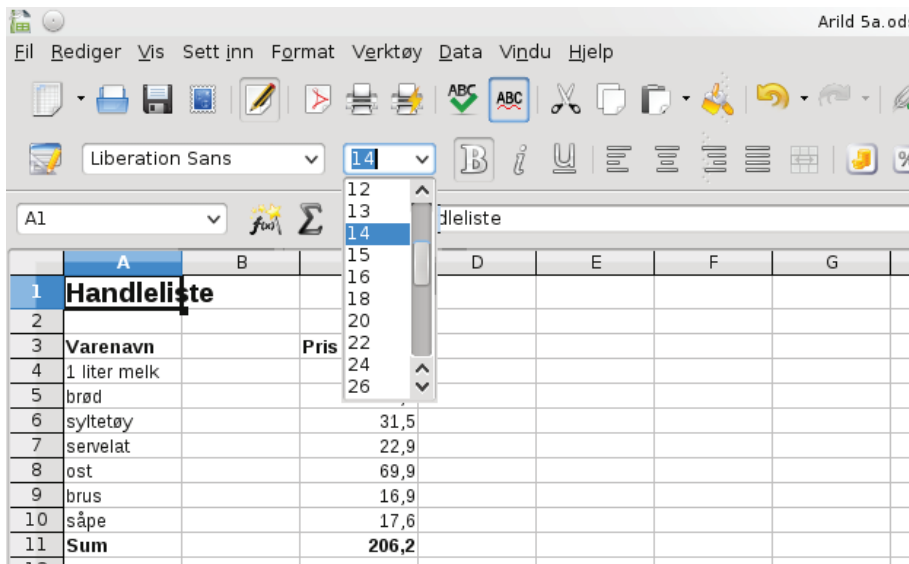 Arild 5a.ods
Fil Rediger Vis Sett inn Format Verktøy Data Vindu Hjelp
ABC ABC
Liberation Sans 14 B i U %
12
13
14
15
16
18
20
22
24
26
A1 f(x) Σ dleliste
A B D E F G
1 Handleliste
2
3 Varenavn Pris
4 1 liter melk
5 brød
6 syltetøy 31,5
7 servelat 22,9
8 ost 69,9
9 brus 16,9
10 såpe 17,6
11 Sum 206,2